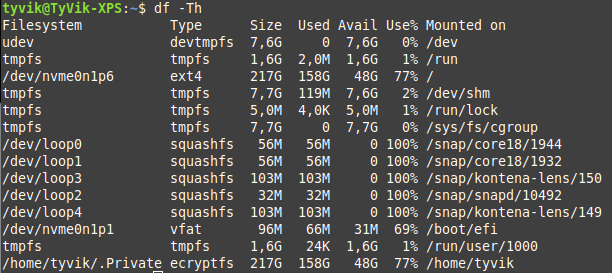 tyvik@TyVik-XPS:~$ df -Th
Filesystem Type Size Used Avail Use% Mounted on
udev devtmpfs 7,6G 0 7,6G 0% /dev
tmpfs tmpfs 1,6G 2,0M 1,6G 1% /run
/dev/nvme0n1p6 ext4 217G 158G 48G 77% /
tmpfs tmpfs 7,7G 119M 7,6G 2% /dev/shm
tmpfs tmpfs 5,0M 4,0K 5,0M 1% /run/lock
tmpfs tmpfs 7,7G 0 7,7G 0% /sys/fs/cgroup
/dev/loop0 squashfs 56M 56M 0 100% /snap/core18/1944
/dev/loop1 squashfs 56M 56M 0 100% /snap/core18/1932
/dev/loop3 squashfs 103M 103M 0 100% /snap/kontena-lens/150
/dev/loop2 squashfs 32M 32M 0 100% /snap/snapd/10492
/dev/loop4 squashfs 103M 103M 0 100% /snap/kontena-lens/149
/dev/nvme0n1p1 vfat 96M 66M 31M 69% /boot/efi
tmpfs tmpfs 1,6G 24K 1,6G 1% /run/user/1000
/home/tyvik/.Private ecryptfs 217G 158G 48G 77% /home/tyvik